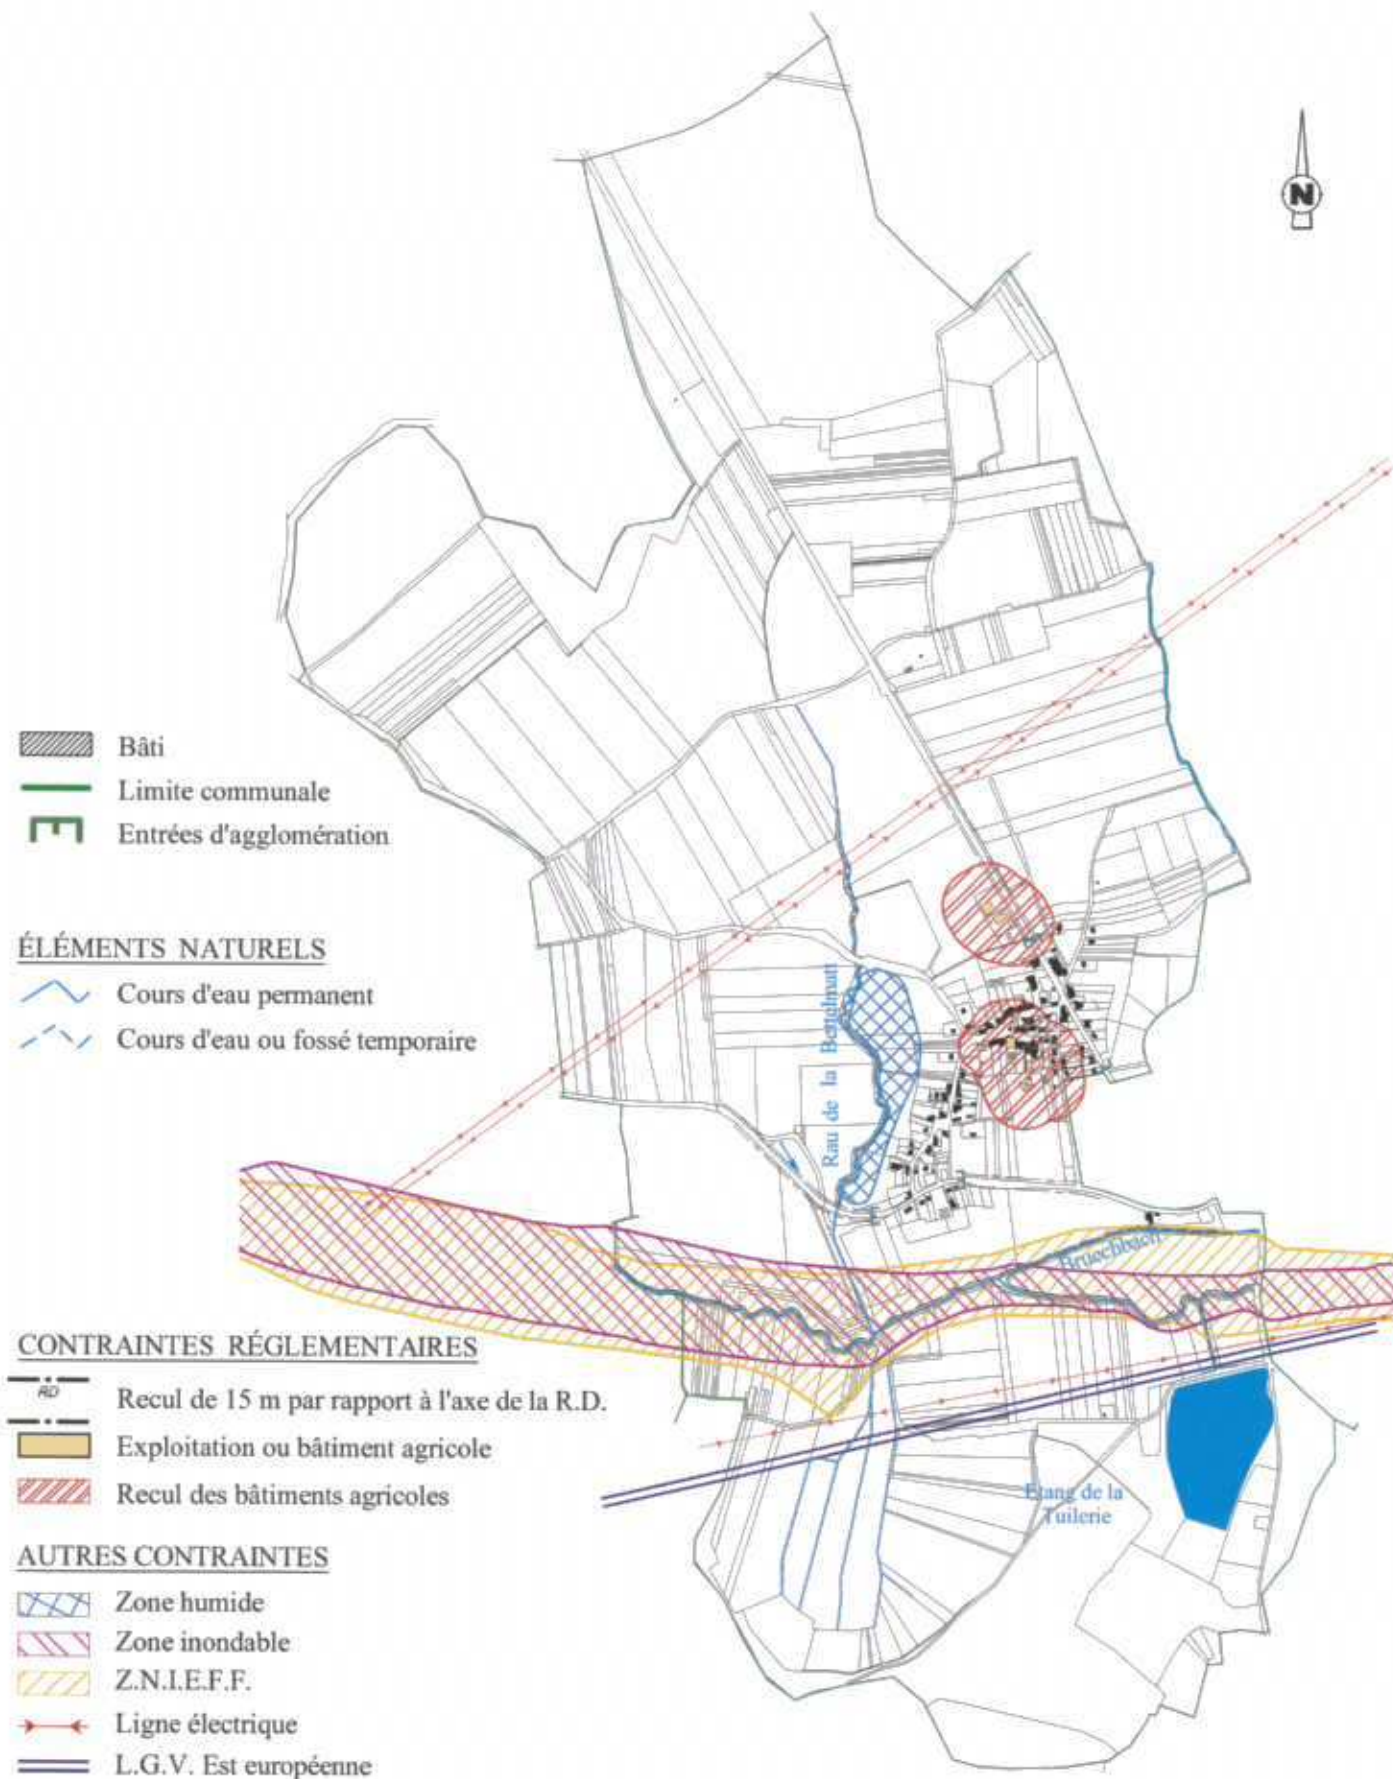 N
Bâti
Limite communale
Entrées d'agglomération
ÉLÉMENTS NATURELS
Cours d'eau permanent
Cours d'eau ou fossé temporaire
Rau de la Bettelmatt
Bruechbach
CONTRAINTES RÉGLEMENTAIRES
RD
Recul de 15 m par rapport à l'axe de la R.D.
Exploitation ou bâtiment agricole
Recul des bâtiments agricoles
Etang de la
Tuilerie
AUTRES CONTRAINTES
Zone humide
Zone inondable
Z.N.I.E.F.F.
Ligne électrique
L.G.V. Est européenne